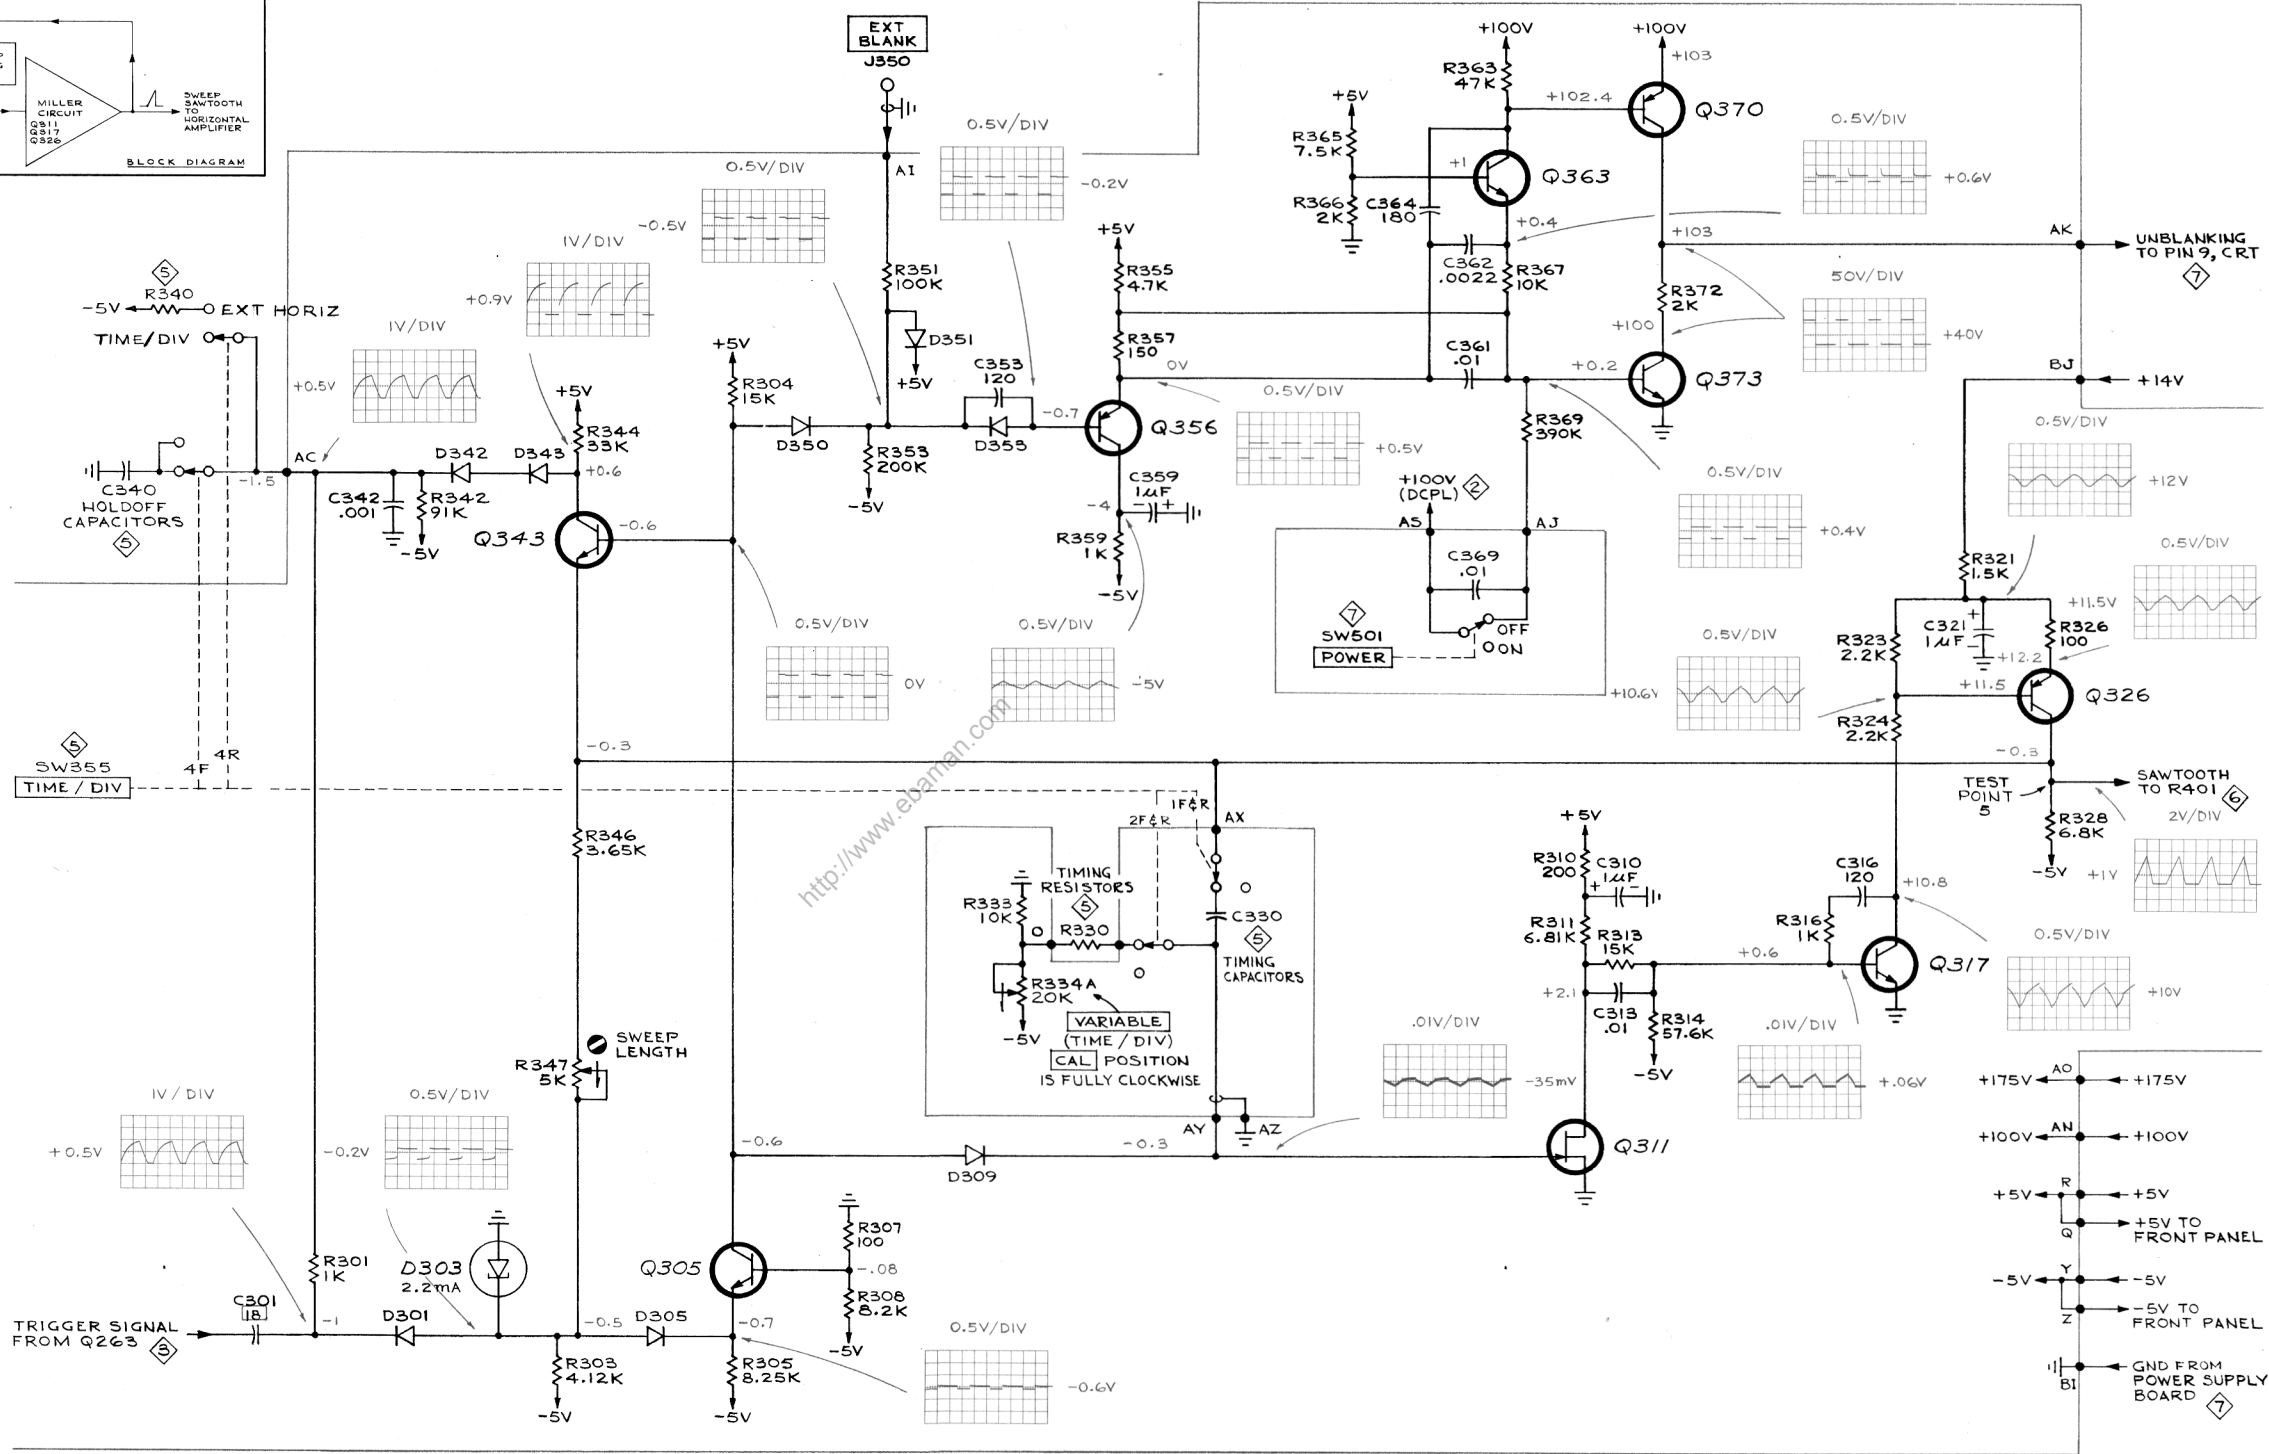 MILLER
CIRCUIT
Q311
Q317
Q326
SWEEP
SAWTOOTH
TO
HORIZONTAL
AMPLIFIER
BLOCK DIAGRAM
EXT
BLANK
J350
AI
0.5V/DIV
-0.5V
0.5V/DIV
-0.2V
R351
100K
D351
+5V
C353
120
-0.7
D353
D350
R353
200K
-5V
5
R340
-5V
EXT HORIZ
TIME/DIV
1V/DIV
+0.9V
1V/DIV
+0.5V
+5V
R344
33K
+0.6
AC
-1.5
C340
HOLDOFF
CAPACITORS
5
C342
.001
R342
91K
-5V
D342
D343
Q343
-0.6
+5V
R304
15K
+5V
R355
4.7K
R357
150
0V
Q356
C359
1µF
- +
-4
R359
1K
-5V
0.5V/DIV
+0.5V
+100V
R363
47K
+5V
R365
7.5K
+1
R366
2K
C364
180
Q363
+0.4
C362
.0022
R367
10K
C361
.01
+0.2
R369
390K
+102.4
+100V
+103
Q370
0.5V/DIV
+0.6V
+103
AK
UNBLANKING
TO PIN 9, CRT
7
R372
2K
+100
50V/DIV
+40V
Q373
BJ
+14V
+100V
(DCPL)
2
AS
AJ
C369
.01
7
SW501
POWER
OFF
ON
0.5V/DIV
+0.4V
0.5V/DIV
+12V
R321
1.5K
0.5V/DIV
+11.5V
R323
2.2K
C321
1µF
+
-
R326
100
+12.2
+11.5
Q326
0.5V/DIV
+10.6V
R324
2.2K
-0.3
TEST
POINT
5
SAWTOOTH
TO R401
6
R328
6.8K
-5V
2V/DIV
+1V
0.5V/DIV
0V
0.5V/DIV
-5V
5
SW355
TIME / DIV
4F
4R
-0.3
http://www.ebaman.com
R346
3.65K
SWEEP
LENGTH
R347
5K
1F&R
2F&R
AX
TIMING
RESISTORS
5
R333
10K
R330
C330
5
TIMING
CAPACITORS
R334A
20K
-5V
VARIABLE
(TIME / DIV)
CAL POSITION
IS FULLY CLOCKWISE
AY
AZ
-0.3
-0.6
D309
+5V
R310
200
C310
1µF
+ -
R311
6.81K
R313
15K
+2.1
C313
.01
R314
57.6K
-5V
+0.6
R316
1K
C316
120
+10.8
Q317
0.5V/DIV
+10V
.01V/DIV
-35mV
.01V/DIV
+.06V
Q311
1V/DIV
+0.5V
0.5V/DIV
-0.2V
R301
1K
D303
2.2mA
C301
18
TRIGGER SIGNAL
FROM Q263
3
-1
D301
-0.5
D305
-0.7
R303
4.12K
-5V
Q305
R305
8.25K
-5V
R307
100
-.08
R308
8.2K
-5V
0.5V/DIV
-0.6V
+175V
AO
+175V
+100V
AN
+100V
+5V
R
+5V
Q
+5V TO
FRONT PANEL
-5V
Y
-5V
Z
-5V TO
FRONT PANEL
BI
GND FROM
POWER SUPPLY
BOARD
7